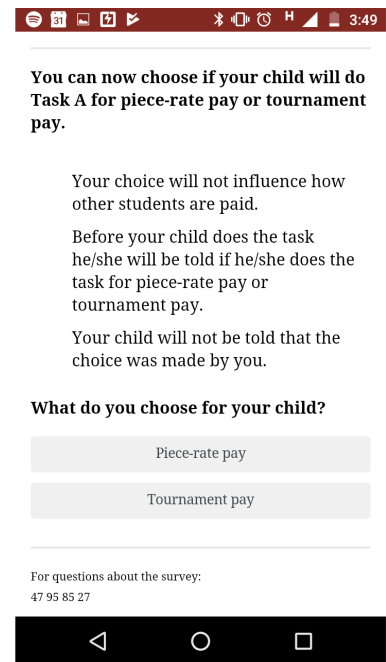 31 H 3:49
You can now choose if your child will do
Task A for piece-rate pay or tournament
pay.
Your choice will not influence how
other students are paid.
Before your child does the task
he/she will be told if he/she does the
task for piece-rate pay or
tournament pay.
Your child will not be told that the
choice was made by you.
What do you choose for your child?
Piece-rate pay
Tournament pay
For questions about the survey:
47 95 85 27